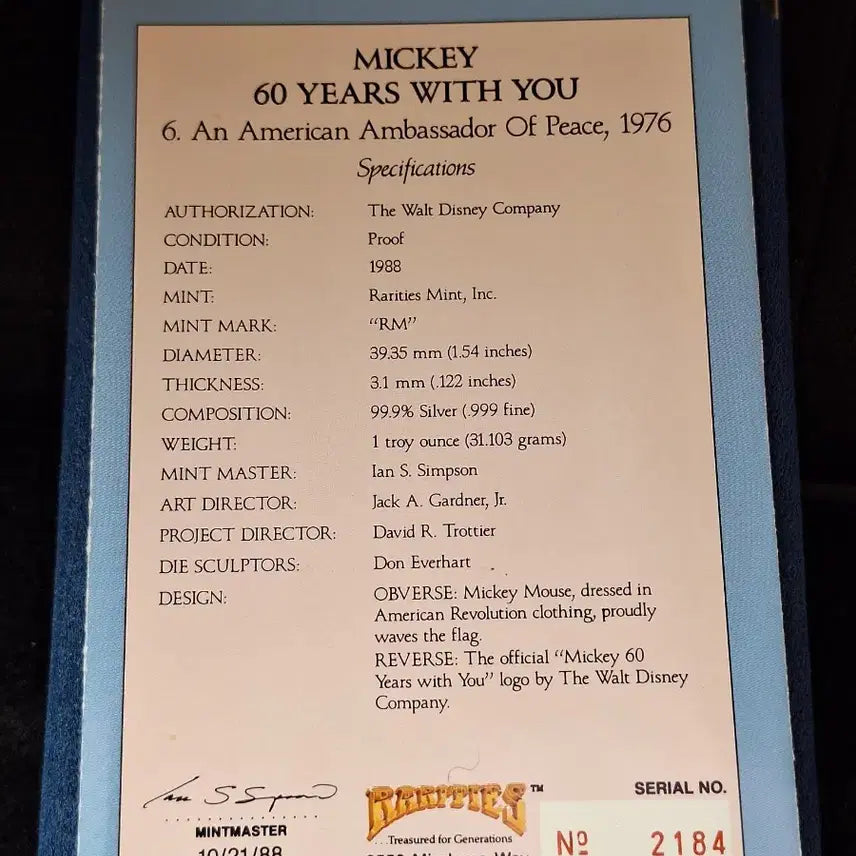 MICKEY
60 YEARS WITH YOU
6. An American Ambassador Of Peace, 1976
Specifications
AUTHORIZATION: The Walt Disney Company
CONDITION: Proof
DATE: 1988
MINT: Rarities Mint, Inc.
MINT MARK: “RM”
DIAMETER: 39.35 mm (1.54 inches)
THICKNESS: 3.1 mm (.122 inches)
COMPOSITION: 99.9% Silver (.999 fine)
WEIGHT: 1 troy ounce (31.103 grams)
MINT MASTER: Ian S. Simpson
ART DIRECTOR: Jack A. Gardner, Jr.
PROJECT DIRECTOR: David R. Trottier
DIE SCULPTORS: Don Everhart
DESIGN: OBVERSE: Mickey Mouse, dressed in
American Revolution clothing, proudly
waves the flag.
REVERSE: The official “Mickey 60
Years with You” logo by The Walt Disney
Company.
Ian S Simpson
MINTMASTER
10/21/88
RARITIES™
...Treasured for Generations
SERIAL NO.
Nº 2184